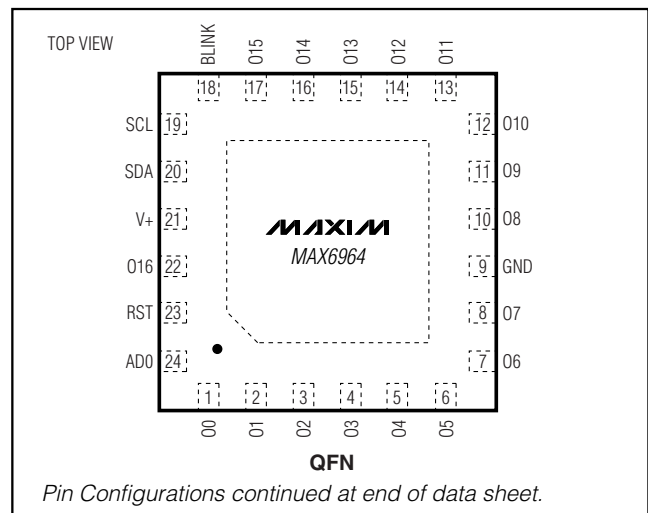 TOP VIEW
BLINK
O15
O14
O13
O12
O11
18 17 16 15 14 13
SCL 19 12 O10
SDA 20 11 O9
V+ 21 10 O8
MAXIM
MAX6964
O16 22 9 GND
RST 23 8 O7
AD0 24 7 O6
1 2 3 4 5 6
O0
O1
O2
O3
O4
O5
QFN
Pin Configurations continued at end of data sheet.